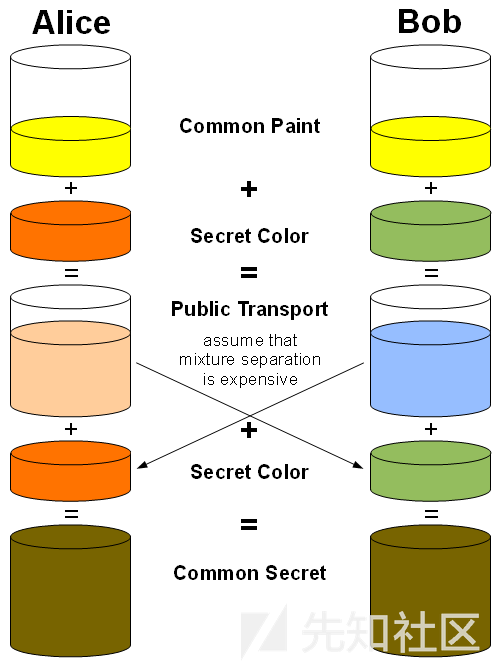 Alice
Bob
Common Paint
+
+
+
Secret Color
=
=
=
Public Transport
assume that
mixture separation
is expensive
+
+
+
Secret Color
=
=
=
Common Secret
先知社区